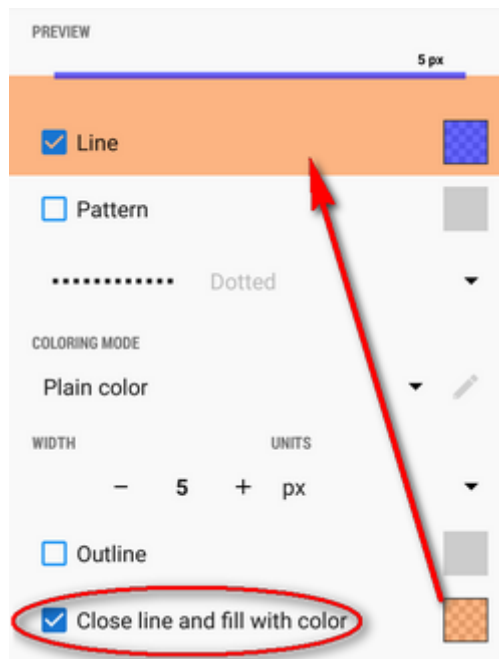 PREVIEW
5 px
Line
Pattern
Dotted
COLORING MODE
Plain color
WIDTH UNITS
− 5 + px
Outline
Close line and fill with color